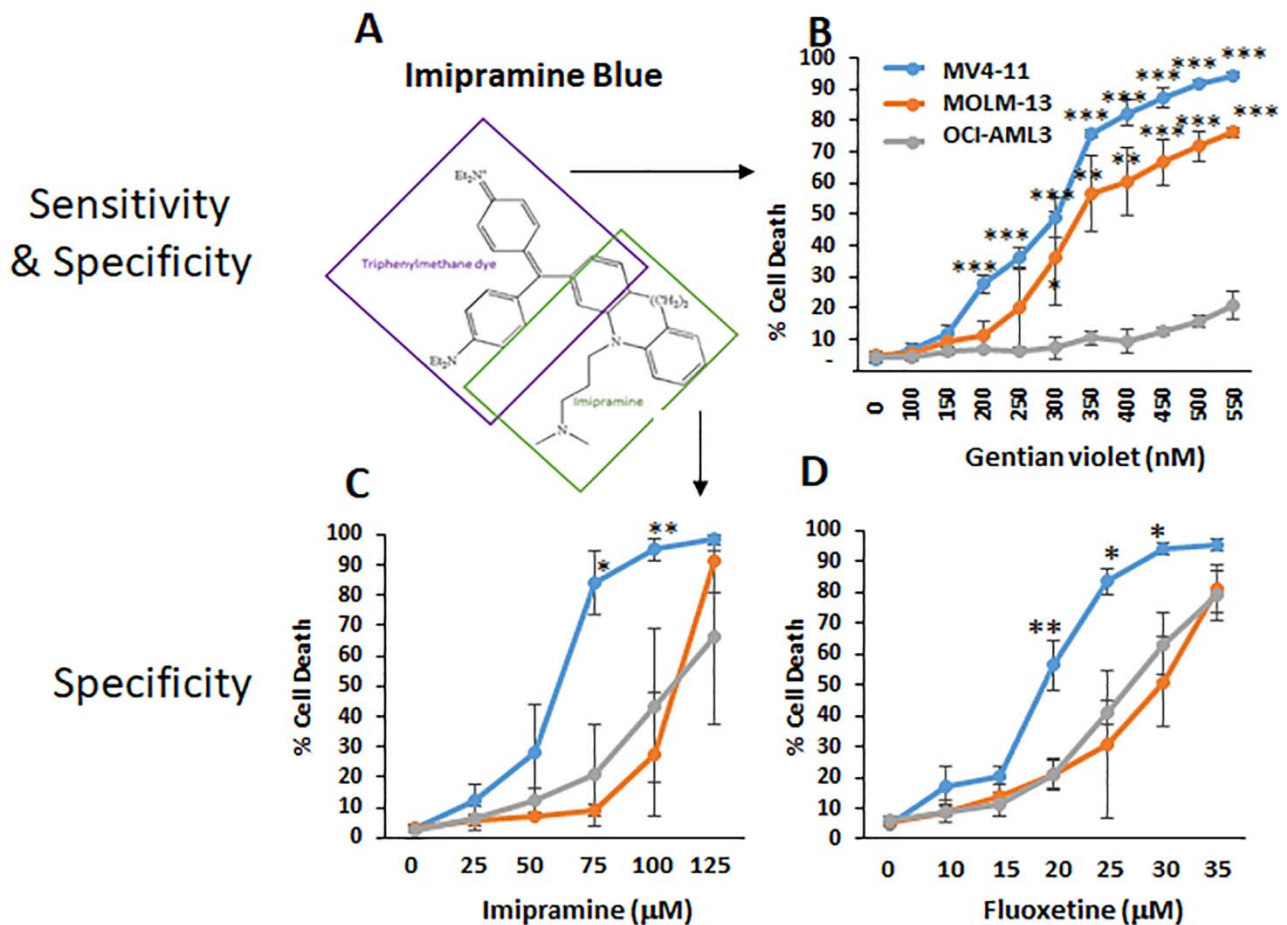 Sensitivity
& Specificity
Specificity
A
Imipramine Blue
Et₂N⁺
Triphenylmethane dye
(CH₂)₂
N
Et₂N
Imipramine
N
B
MV4-11
MOLM-13
OCI-AML3
% Cell Death
100
90
80
70
60
50
40
30
20
10
-
*** *** *** *** *** *** *** ***
* ** ** *** *** ***
0 100 150 200 250 300 350 400 450 500 550
Gentian violet (nM)
C
% Cell Death
100
90
80
70
60
50
40
30
20
10
0
* **
0 25 50 75 100 125
Imipramine (µM)
D
% Cell Death
100
90
80
70
60
50
40
30
20
10
0
** * *
0 10 15 20 25 30 35
Fluoxetine (µM)